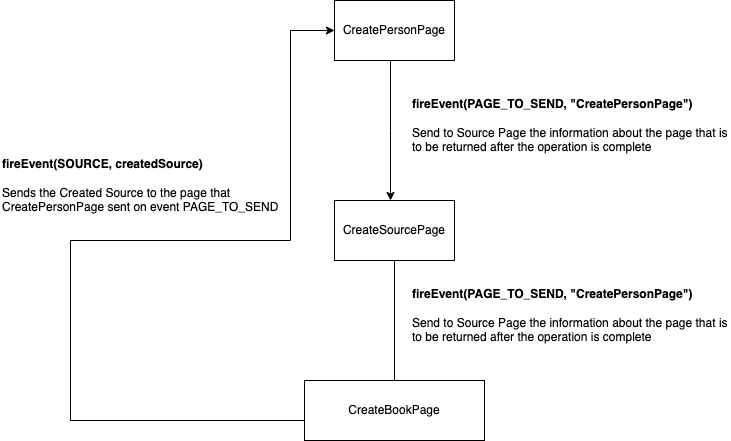 CreatePersonPage
fireEvent(PAGE_TO_SEND, "CreatePersonPage")
Send to Source Page the information about the page that is
to be returned after the operation is complete
fireEvent(SOURCE, createdSource)
Sends the Created Source to the page that
CreatePersonPage sent on event PAGE_TO_SEND
CreateSourcePage
fireEvent(PAGE_TO_SEND, "CreatePersonPage")
Send to Source Page the information about the page that is
to be returned after the operation is complete
CreateBookPage